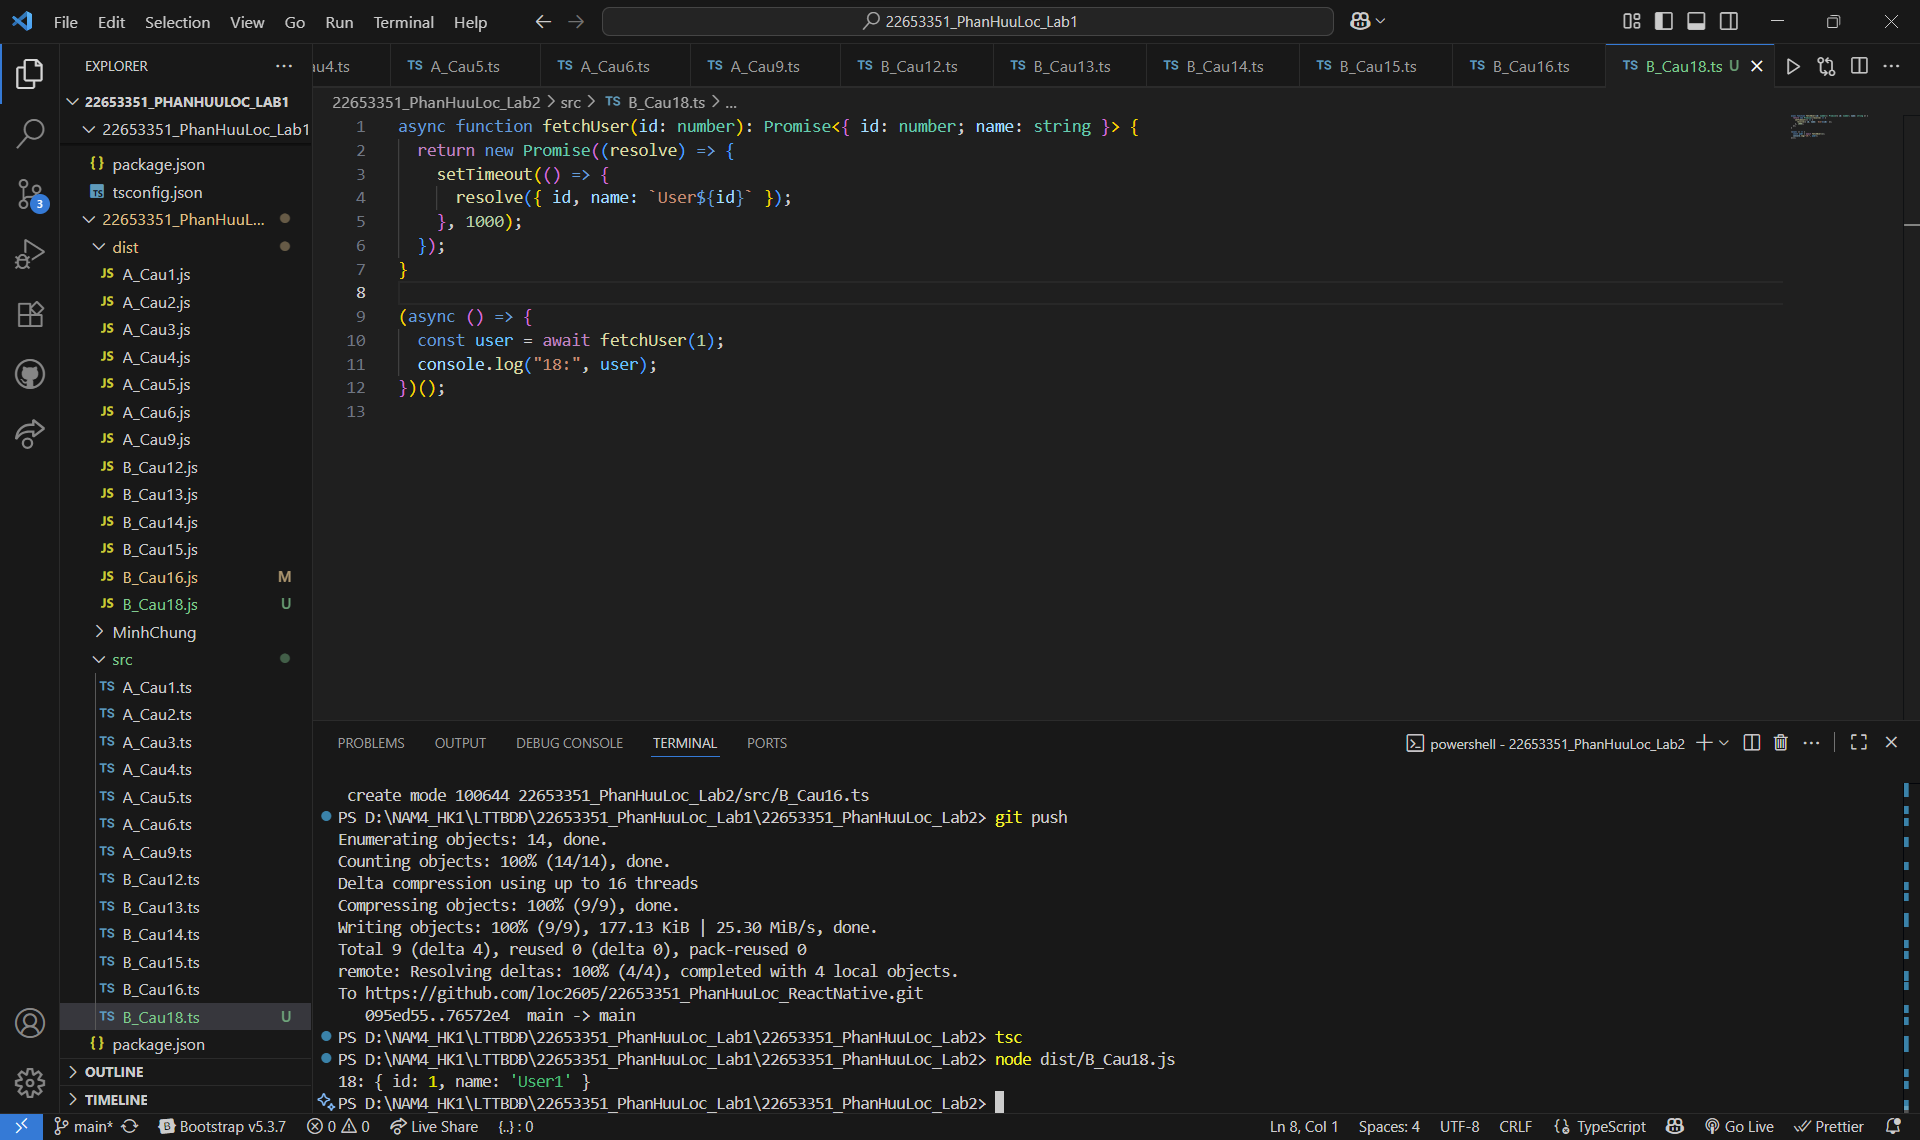 File Edit Selection View Go Run Terminal Help
22653351_PhanHuuLoc_Lab1
EXPLORER
22653351_PHANHUULOC_LAB1
22653351_PhanHuuLoc_Lab1
{} package.json
TS tsconfig.json
22653351_PhanHuuL...
dist
JS A_Cau1.js
JS A_Cau2.js
JS A_Cau3.js
JS A_Cau4.js
JS A_Cau5.js
JS A_Cau6.js
JS A_Cau9.js
JS B_Cau12.js
JS B_Cau13.js
JS B_Cau14.js
JS B_Cau15.js
JS B_Cau16.js M
JS B_Cau18.js U
MinhChung
src
TS A_Cau1.ts
TS A_Cau2.ts
TS A_Cau3.ts
TS A_Cau4.ts
TS A_Cau5.ts
TS A_Cau6.ts
TS A_Cau9.ts
TS B_Cau12.ts
TS B_Cau13.ts
TS B_Cau14.ts
TS B_Cau15.ts
TS B_Cau16.ts
TS B_Cau18.ts U
{} package.json
OUTLINE
TIMELINE
3
au4.ts TS A_Cau5.ts TS A_Cau6.ts TS A_Cau9.ts TS B_Cau12.ts TS B_Cau13.ts TS B_Cau14.ts TS B_Cau15.ts TS B_Cau16.ts TS B_Cau18.ts U
22653351_PhanHuuLoc_Lab2 > src > TS B_Cau18.ts > ...
1 async function fetchUser(id: number): Promise<{ id: number; name: string }> {
2 return new Promise((resolve) => {
3 setTimeout(() => {
4 resolve({ id, name: `User${id}` });
5 }, 1000);
6 });
7 }
8
9 (async () => {
10 const user = await fetchUser(1);
11 console.log("18:", user);
12 })();
13
PROBLEMS OUTPUT DEBUG CONSOLE TERMINAL PORTS
powershell - 22653351_PhanHuuLoc_Lab2
create mode 100644 22653351_PhanHuuLoc_Lab2/src/B_Cau16.ts
PS D:\NAM4_HK1\LTTBDĐ\22653351_PhanHuuLoc_Lab1\22653351_PhanHuuLoc_Lab2> git push
Enumerating objects: 14, done.
Counting objects: 100% (14/14), done.
Delta compression using up to 16 threads
Compressing objects: 100% (9/9), done.
Writing objects: 100% (9/9), 177.13 KiB | 25.30 MiB/s, done.
Total 9 (delta 4), reused 0 (delta 0), pack-reused 0
remote: Resolving deltas: 100% (4/4), completed with 4 local objects.
To https://github.com/loc2605/22653351_PhanHuuLoc_ReactNative.git
095ed55..76572e4 main -> main
PS D:\NAM4_HK1\LTTBDĐ\22653351_PhanHuuLoc_Lab1\22653351_PhanHuuLoc_Lab2> tsc
PS D:\NAM4_HK1\LTTBDĐ\22653351_PhanHuuLoc_Lab1\22653351_PhanHuuLoc_Lab2> node dist/B_Cau18.js
18: { id: 1, name: 'User1' }
PS D:\NAM4_HK1\LTTBDĐ\22653351_PhanHuuLoc_Lab1\22653351_PhanHuuLoc_Lab2>
main* B Bootstrap v5.3.7 0 0 Live Share {..} : 0 Ln 8, Col 1 Spaces: 4 UTF-8 CRLF {} TypeScript Go Live Prettier